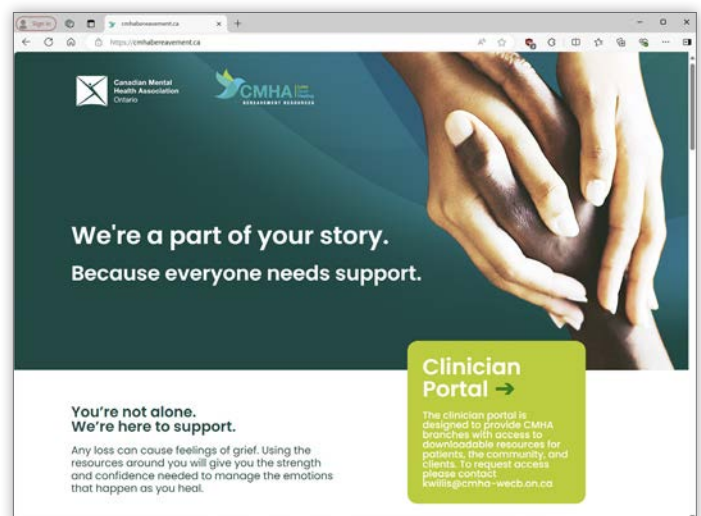 Sign in
cmhabereavement.ca
https://cmhabereavement.ca
Canadian Mental
Health Association
Ontario
CMHA
BEREAVEMENT RESOURCES
We're a part of your story.
Because everyone needs support.
Clinician
Portal →
The clinician portal is
designed to provide CMHA
branches with access to
downloadable resources for
patients, the community, and
clients. To request access
please contact
kwillis@cmha-wecb.on.ca
You're not alone.
We're here to support.
Any loss can cause feelings of grief. Using the
resources around you will give you the strength
and confidence needed to manage the emotions
that happen as you heal.